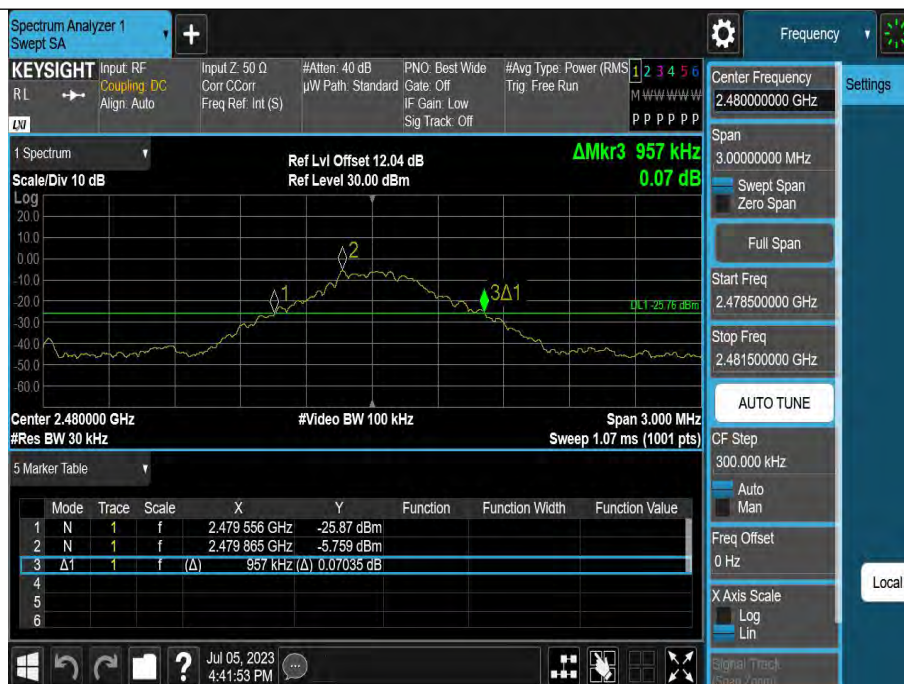 Spectrum Analyzer 1
Swept SA
+
Frequency
KEYSIGHT
R L
LXI
Input: RF
Coupling: DC
Align: Auto
Input Z: 50 Ω
Corr CCorr
Freq Ref: Int (S)
#Atten: 40 dB
µW Path: Standard
PNO: Best Wide
Gate: Off
IF Gain: Low
Sig Track: Off
#Avg Type: Power (RMS
Trig: Free Run
1 2 3 4 5 6
M W W W W W
P P P P P P
1 Spectrum
Scale/Div 10 dB
Ref Lvl Offset 12.04 dB
Ref Level 30.00 dBm
ΔMkr3 957 kHz
0.07 dB
Log
20.0
10.0
0.00
-10.0
-20.0
-30.0
-40.0
-50.0
-60.0
1
2
3Δ1
DL1 -25.76 dBm
Center 2.480000 GHz
#Res BW 30 kHz
#Video BW 100 kHz
Span 3.000 MHz
Sweep 1.07 ms (1001 pts)
5 Marker Table
Mode Trace Scale X Y Function Function Width Function Value
1 N 1 f 2.479 556 GHz -25.87 dBm
2 N 1 f 2.479 865 GHz -5.759 dBm
3 Δ1 1 f (Δ) 957 kHz (Δ) 0.07035 dB
4
5
6
?
Jul 05, 2023
4:41:53 PM
Center Frequency
2.480000000 GHz
Settings
Span
3.00000000 MHz
Swept Span
Zero Span
Full Span
Start Freq
2.478500000 GHz
Stop Freq
2.481500000 GHz
AUTO TUNE
CF Step
300.000 kHz
Auto
Man
Freq Offset
0 Hz
Local
X Axis Scale
Log
Lin
Signal Track
(Span Zoom)